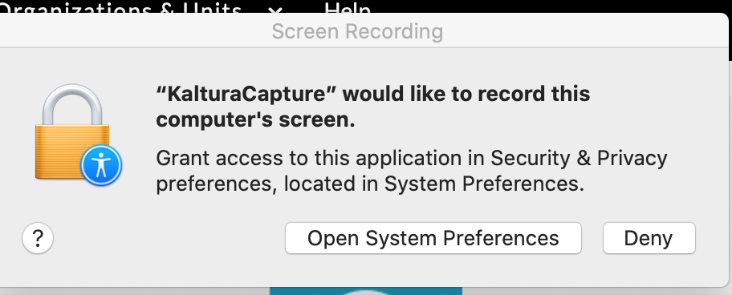 Organizations & Units
Help
Screen Recording
“KalturaCapture” would like to record this
computer's screen.
Grant access to this application in Security & Privacy
preferences, located in System Preferences.
?
Open System Preferences
Deny